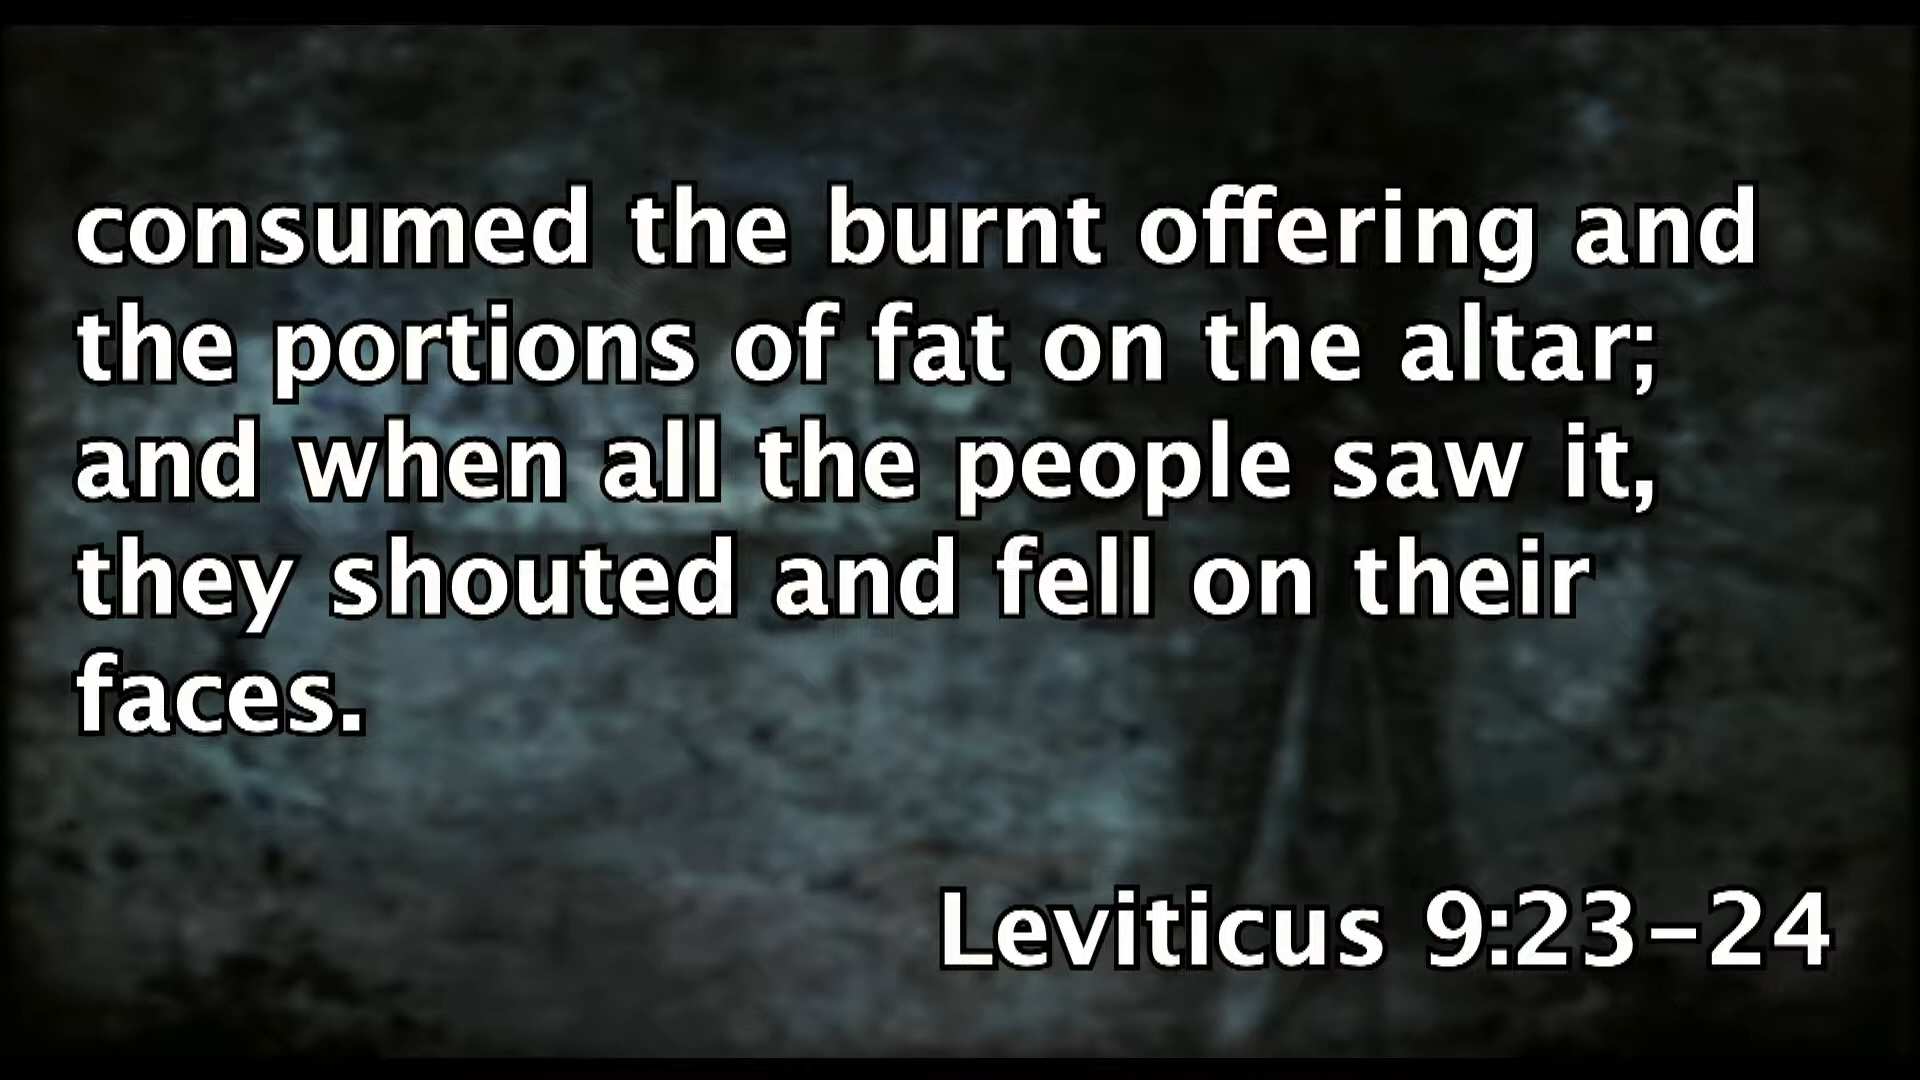 consumed the burnt offering and
the portions of fat on the altar;
and when all the people saw it,
they shouted and fell on their
faces.
Leviticus 9:23-24